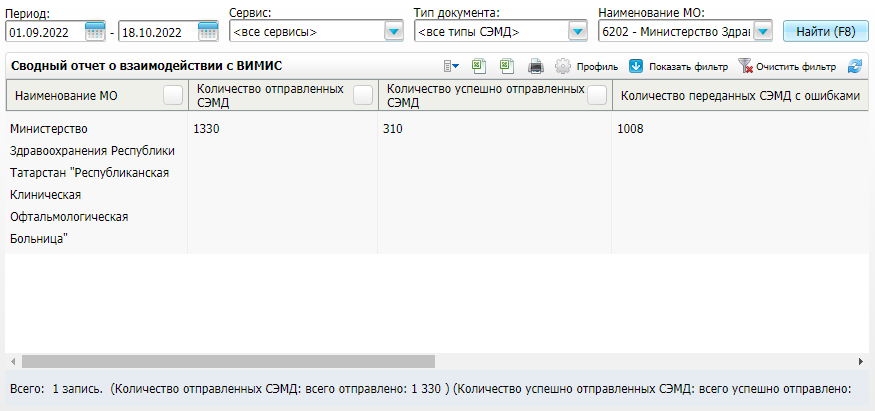 Период: Сервис: Тип документа: Наименование МО:
01.09.2022 - 18.10.2022 <все сервисы> <все типы СЭМД> 6202 - Министерство Здрав Найти (F8)
Сводный отчет о взаимодействии с ВИМИС Профиль Показать фильтр Очистить фильтр
Наименование МО
Количество отправленных
СЭМД
Количество успешно отправленных
СЭМД
Количество переданных СЭМД с ошибками
Министерство 1330 310 1008
Здравоохранения Республики
Татарстан "Республиканская
Клиническая
Офтальмологическая
Больница"
Всего: 1 запись. (Количество отправленных СЭМД: всего отправлено: 1 330 ) (Количество успешно отправленных СЭМД: всего успешно отправлено: